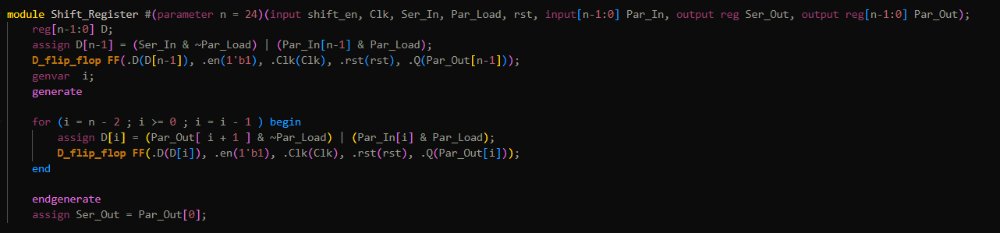 module Shift_Register #(parameter n = 24)(input shift_en, Clk, Ser_In, Par_Load, rst, input[n-1:0] Par_In, output reg Ser_Out, output reg[n-1:0] Par_Out);
reg[n-1:0] D;
assign D[n-1] = (Ser_In & ~Par_Load) | (Par_In[n-1] & Par_Load);
D_flip_flop FF(.D(D[n-1]), .en(1'b1), .Clk(Clk), .rst(rst), .Q(Par_Out[n-1]));
genvar  i;
generate
for (i = n - 2 ; i >= 0 ; i = i - 1 ) begin
assign D[i] = (Par_Out[ i + 1 ] & ~Par_Load) | (Par_In[i] & Par_Load);
D_flip_flop FF(.D(D[i]), .en(1'b1), .Clk(Clk), .rst(rst), .Q(Par_Out[i]));
end
endgenerate
assign Ser_Out = Par_Out[0];